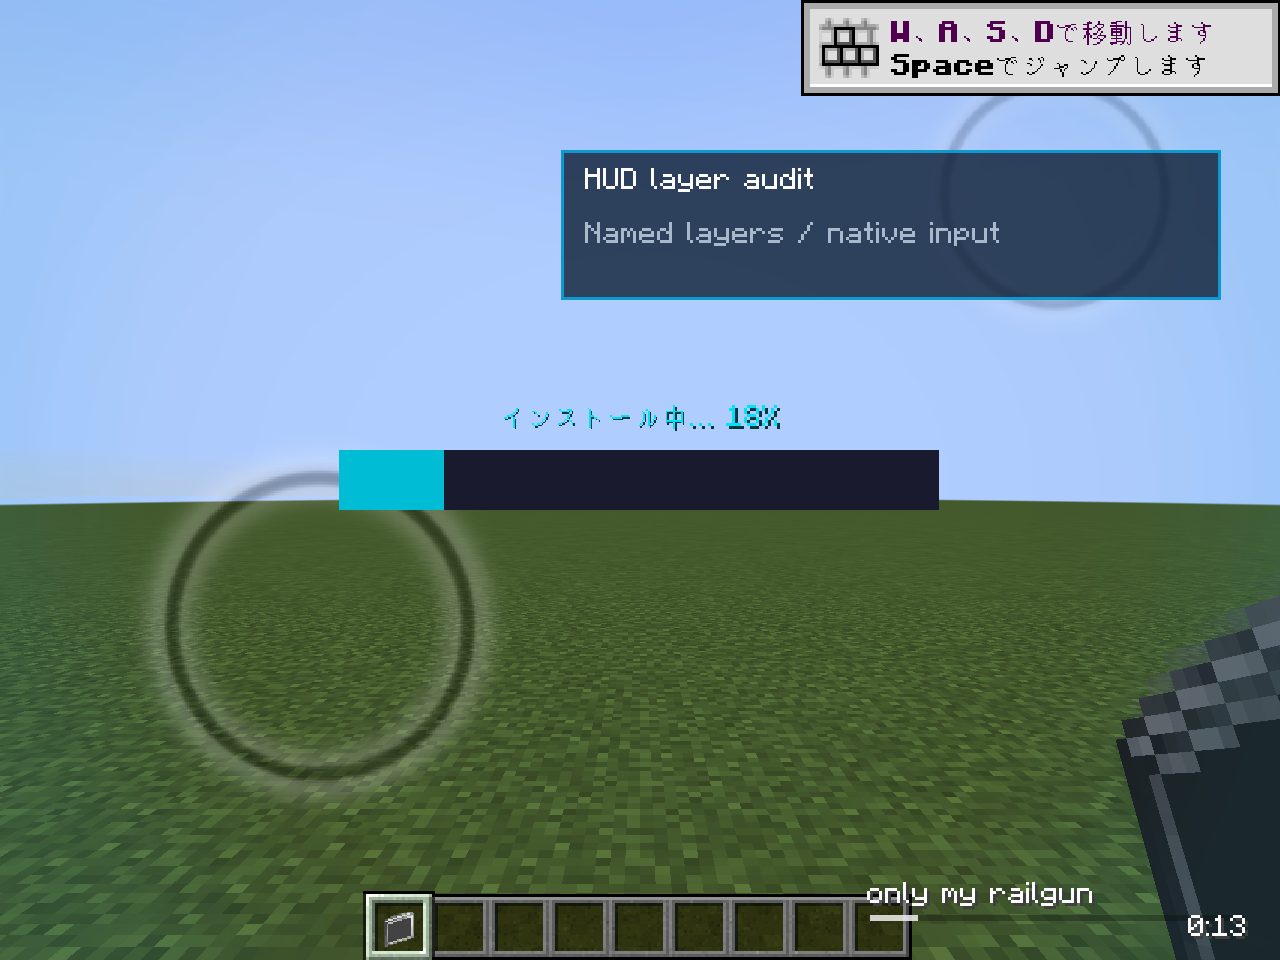 W、A、S、Dで移動します
Spaceでジャンプします
HUD layer audit
Named layers / native input
インストール中... 18%
only my railgun
0:13